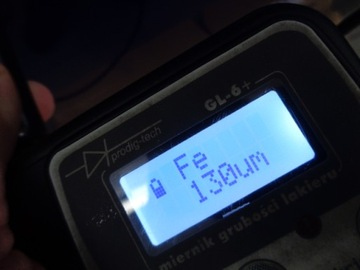 GL-6+
prodig-tech
Fe
130um
miernik grubości lakieru